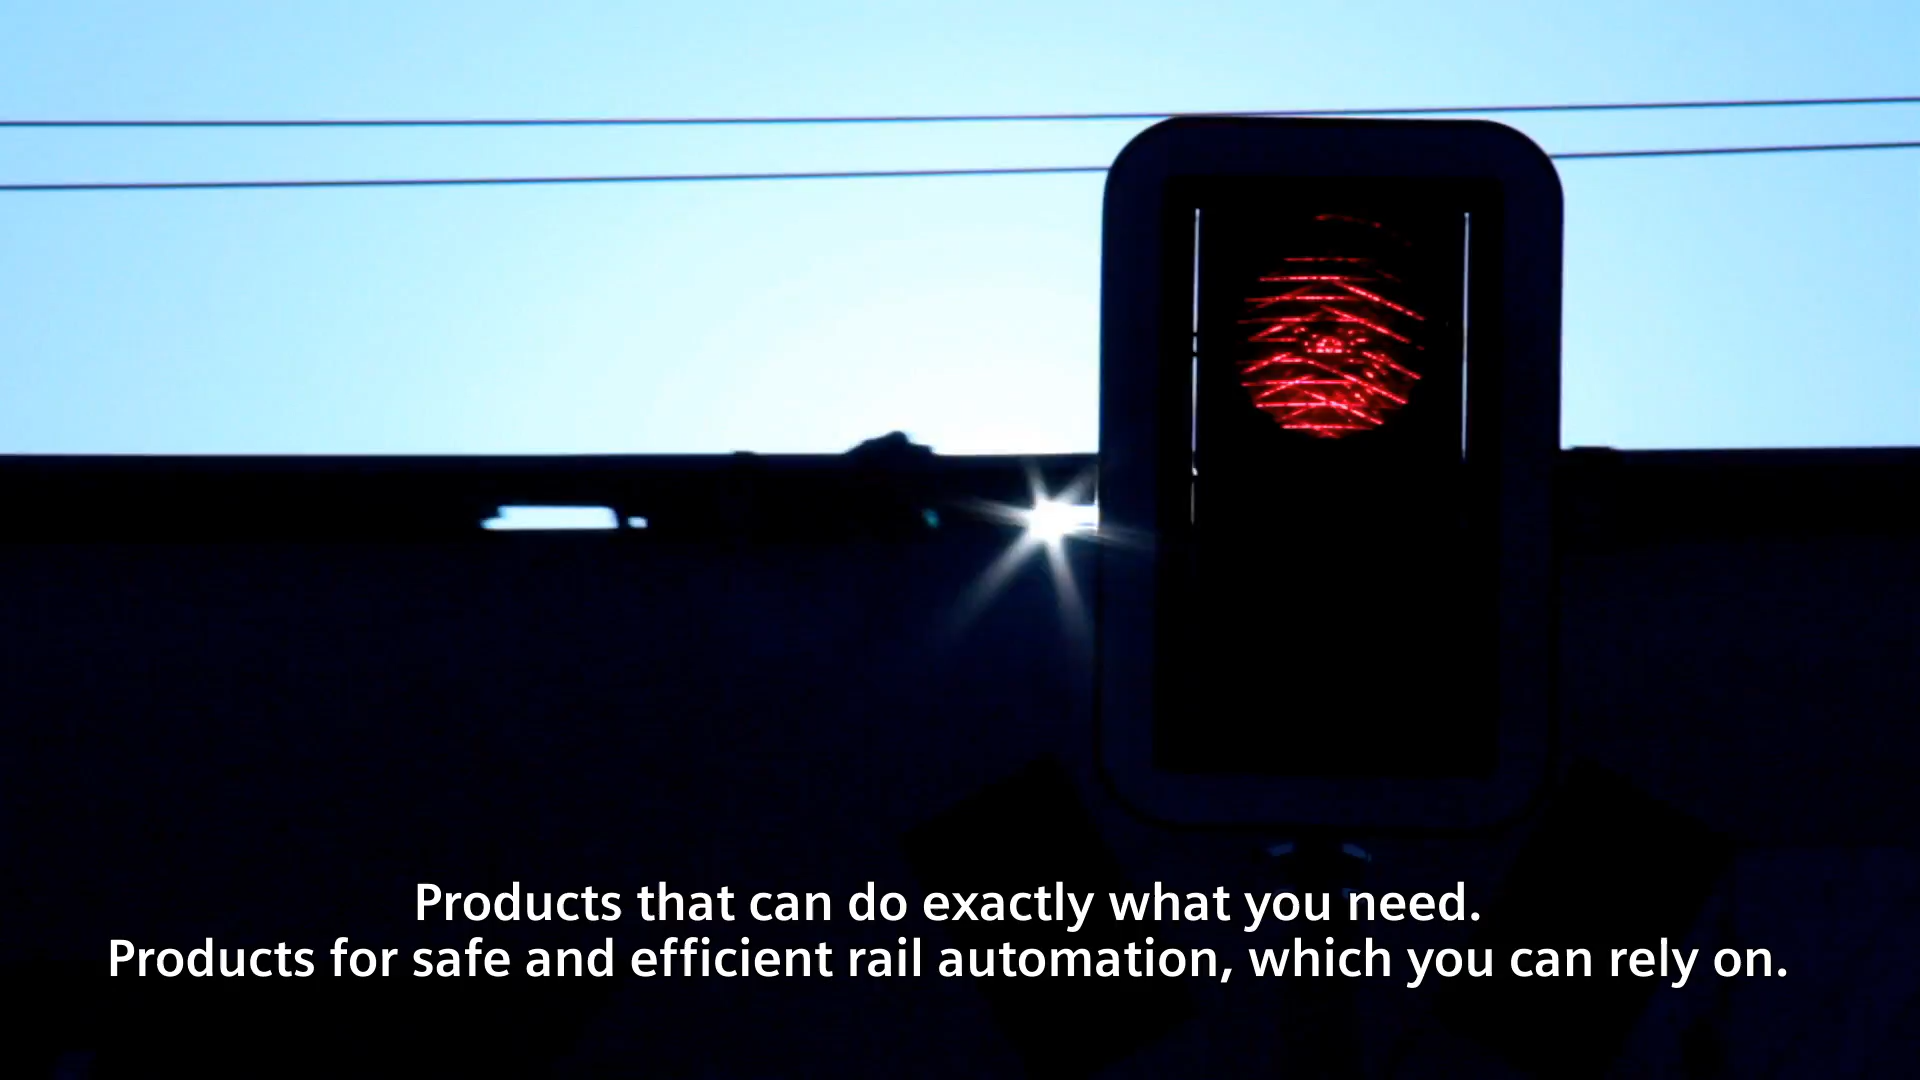 Products that can do exactly what you need.
Products for safe and efficient rail automation, which you can rely on.